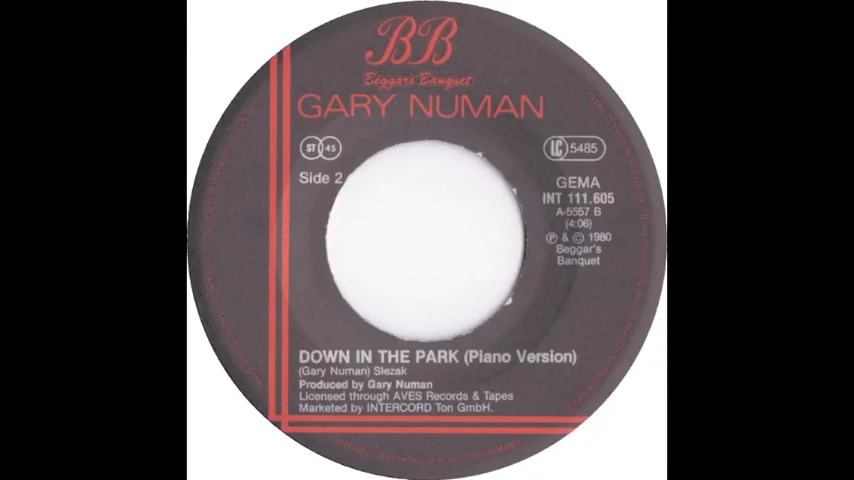 BB
Beggars Banquet
GARY NUMAN
ST 45
LC 5485
Side 2
GEMA
INT 111.605
A-5557 B
(4:06)
℗ & © 1980
Beggar's
Banquet
DOWN IN THE PARK (Piano Version)
(Gary Numan) Slezak
Produced by Gary Numan
Licensed through AVES Records & Tapes
Marketed by INTERCORD Ton GmbH.